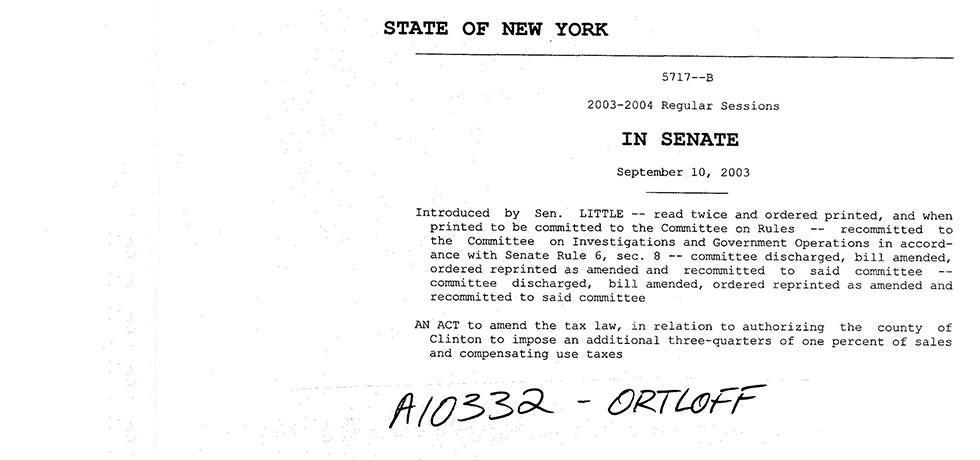 STATE OF NEW YORK
5717--B
2003-2004 Regular Sessions
IN SENATE
September 10, 2003
Introduced by Sen. LITTLE -- read twice and ordered printed, and when
printed to be committed to the Committee on Rules -- recommitted to
the Committee on Investigations and Government Operations in accord-
ance with Senate Rule 6, sec. 8 -- committee discharged, bill amended,
ordered reprinted as amended and recommitted to said committee --
committee discharged, bill amended, ordered reprinted as amended and
recommitted to said committee
AN ACT to amend the tax law, in relation to authorizing the county of
Clinton to impose an additional three-quarters of one percent of sales
and compensating use taxes
A10332 - ORTLOFF